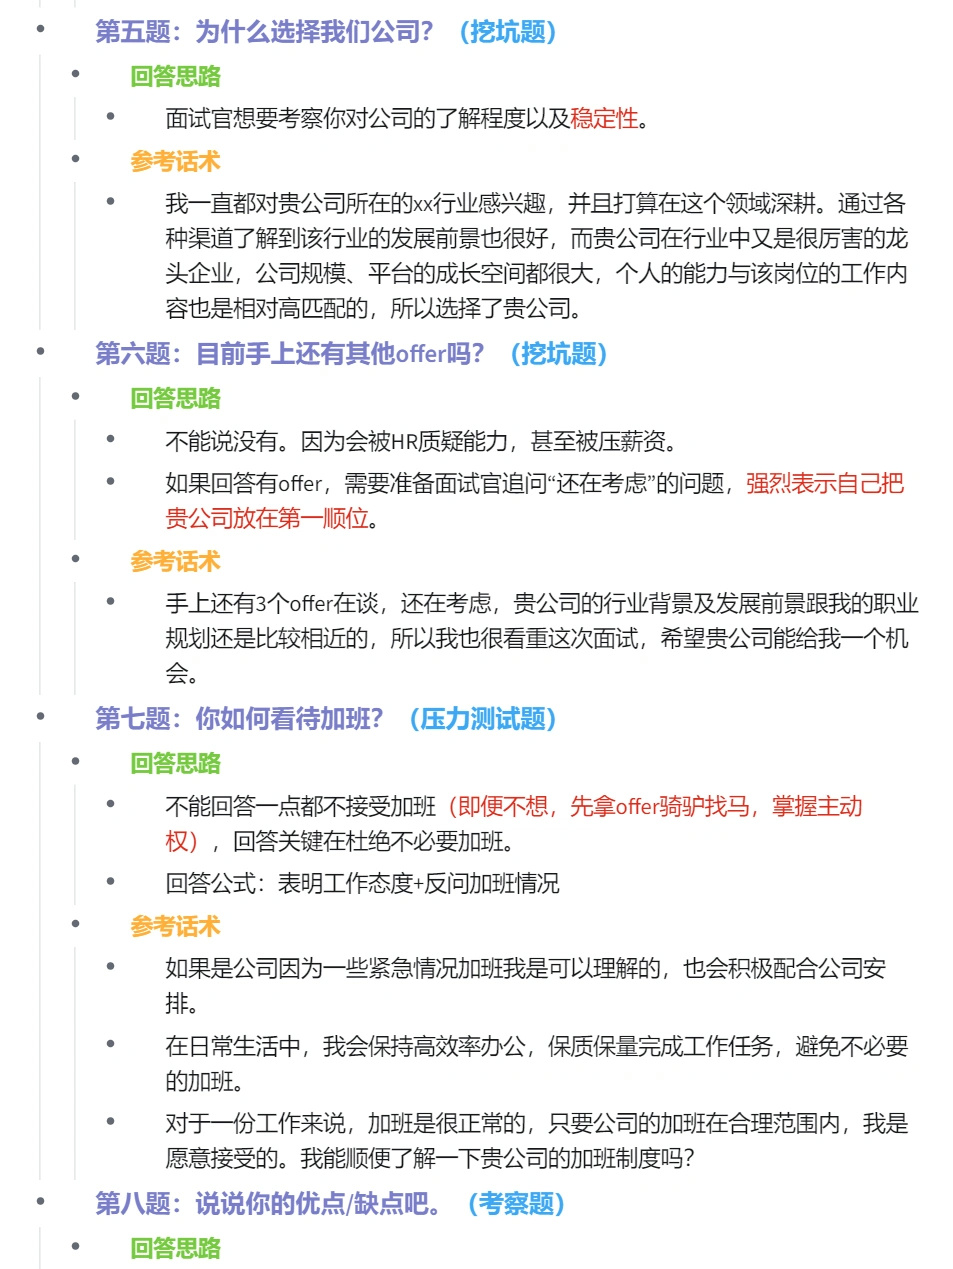 第五题：为什么选择我们公司？（挖坑题）
回答思路
面试官想要考察你对公司的了解程度以及稳定性。
参考话术
我一直都对贵公司所在的xx行业感兴趣，并且打算在这个领域深耕。通过各
种渠道了解到该行业的发展前景也很好，而贵公司在行业中又是很厉害的龙
头企业，公司规模、平台的成长空间都很大，个人的能力与该岗位的工作内
容也是相对高匹配的，所以选择了贵公司。
第六题：目前手上还有其他offer吗？（挖坑题）
回答思路
不能说没有。因为会被HR质疑能力，甚至被压薪资。
如果回答有offer，需要准备面试官追问“还在考虑”的问题，强烈表示自己把
贵公司放在第一顺位。
参考话术
手上还有3个offer在谈，还在考虑，贵公司的行业背景及发展前景跟我的职业
规划还是比较相近的，所以我也很看重这次面试，希望贵公司能给我一个机
会。
第七题：你如何看待加班？（压力测试题）
回答思路
不能回答一点都不接受加班（即便不想，先拿offer骑驴找马，掌握主动
权），回答关键在杜绝不必要加班。
回答公式：表明工作态度+反问加班情况
参考话术
如果是公司因为一些紧急情况加班我是可以理解的，也会积极配合公司安
排。
在日常生活中，我会保持高效率办公，保质保量完成工作任务，避免不必要
的加班。
对于一份工作来说，加班是很正常的，只要公司的加班在合理范围内，我是
愿意接受的。我能顺便了解一下贵公司的加班制度吗？
第八题：说说你的优点/缺点吧。（考察题）
回答思路